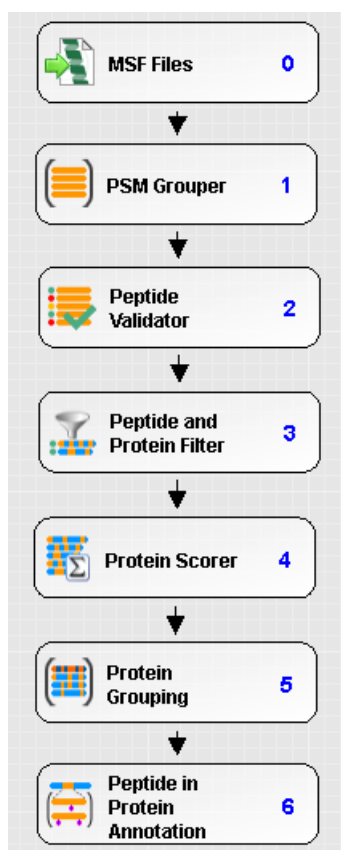 MSF Files 0
PSM Grouper 1
Peptide
Validator 2
Peptide and
Protein Filter 3
Protein Scorer 4
Protein
Grouping 5
Peptide in
Protein 6
Annotation